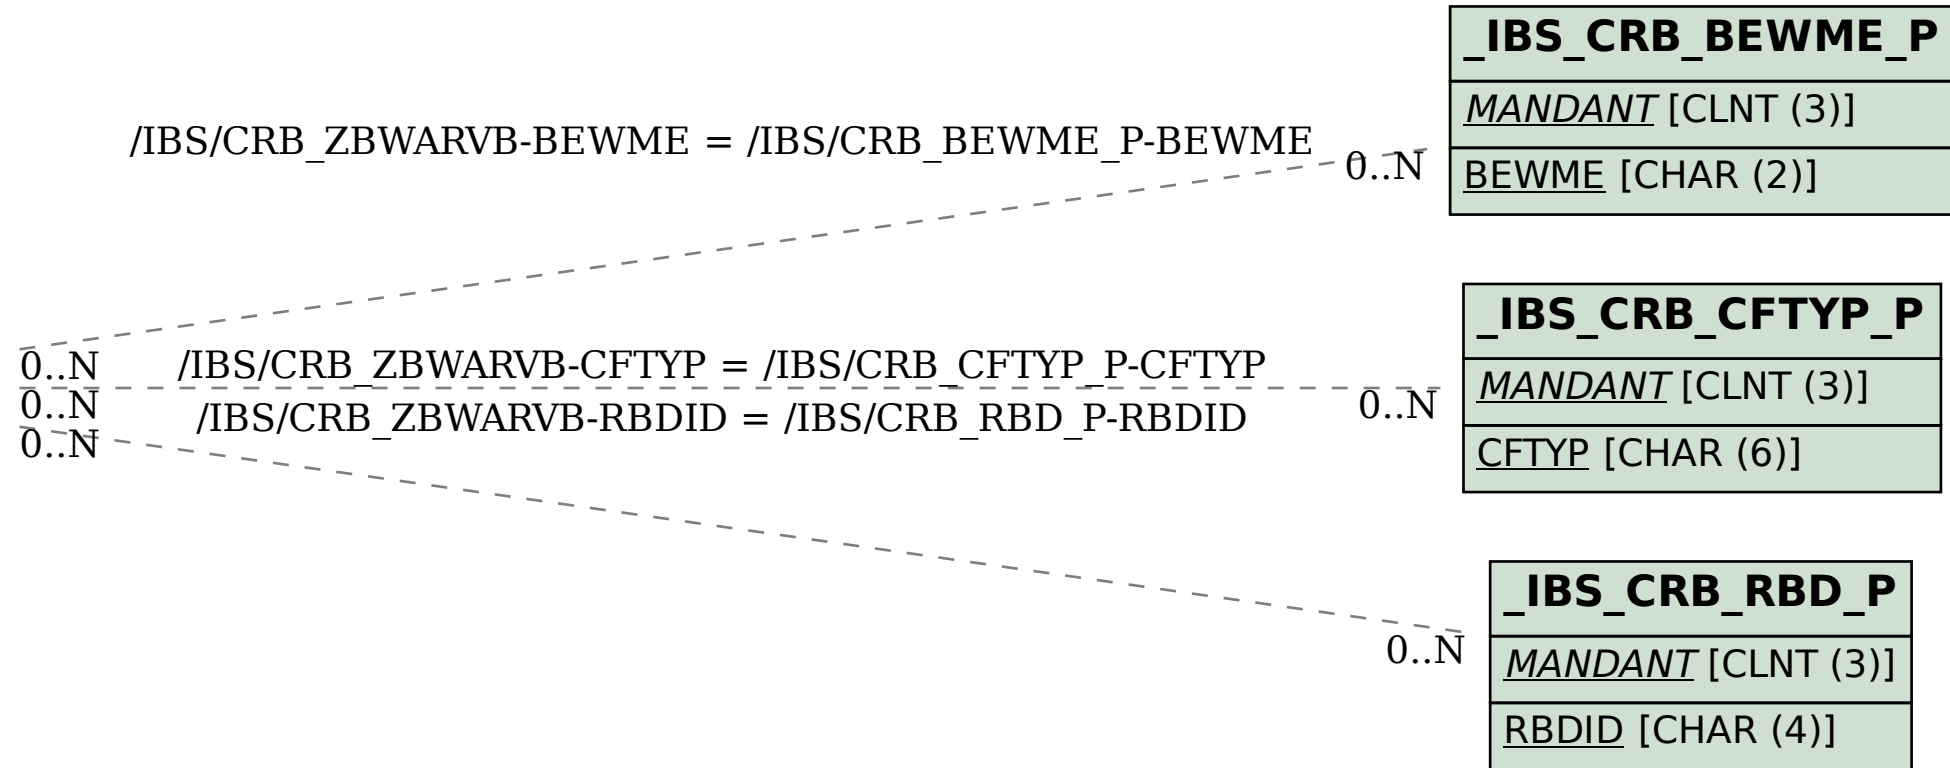 _IBS_CRB_BEWME_P
MANDANT [CLNT (3)]
BEWME [CHAR (2)]
/IBS/CRB_ZBWARVB-BEWME = /IBS/CRB_BEWME_P-BEWME
0..N
0..N
/IBS/CRB_ZBWARVB-CFTYP = /IBS/CRB_CFTYP_P-CFTYP
0..N
0..N
_IBS_CRB_CFTYP_P
MANDANT [CLNT (3)]
CFTYP [CHAR (6)]
/IBS/CRB_ZBWARVB-RBDID = /IBS/CRB_RBD_P-RBDID
0..N
0..N
_IBS_CRB_RBD_P
MANDANT [CLNT (3)]
RBDID [CHAR (4)]